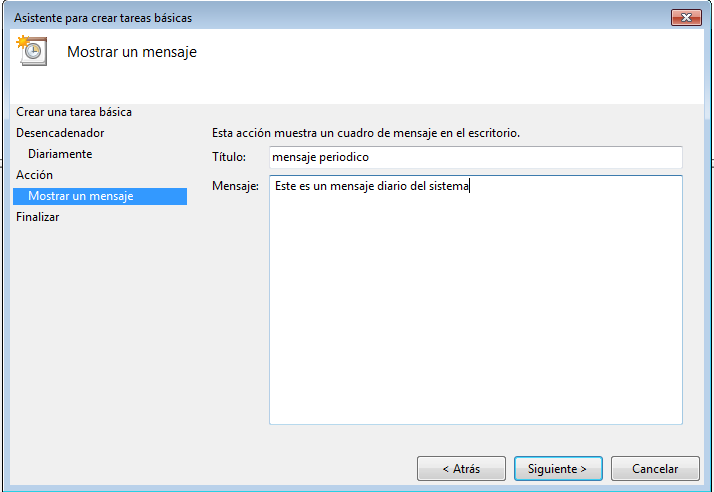 Asistente para crear tareas básicas
Mostrar un mensaje
Crear una tarea básica
Desencadenador
Diariamente
Acción
Mostrar un mensaje
Finalizar
Esta acción muestra un cuadro de mensaje en el escritorio.
Título: mensaje periodico
Mensaje: Este es un mensaje diario del sistema
< Atrás Siguiente > Cancelar